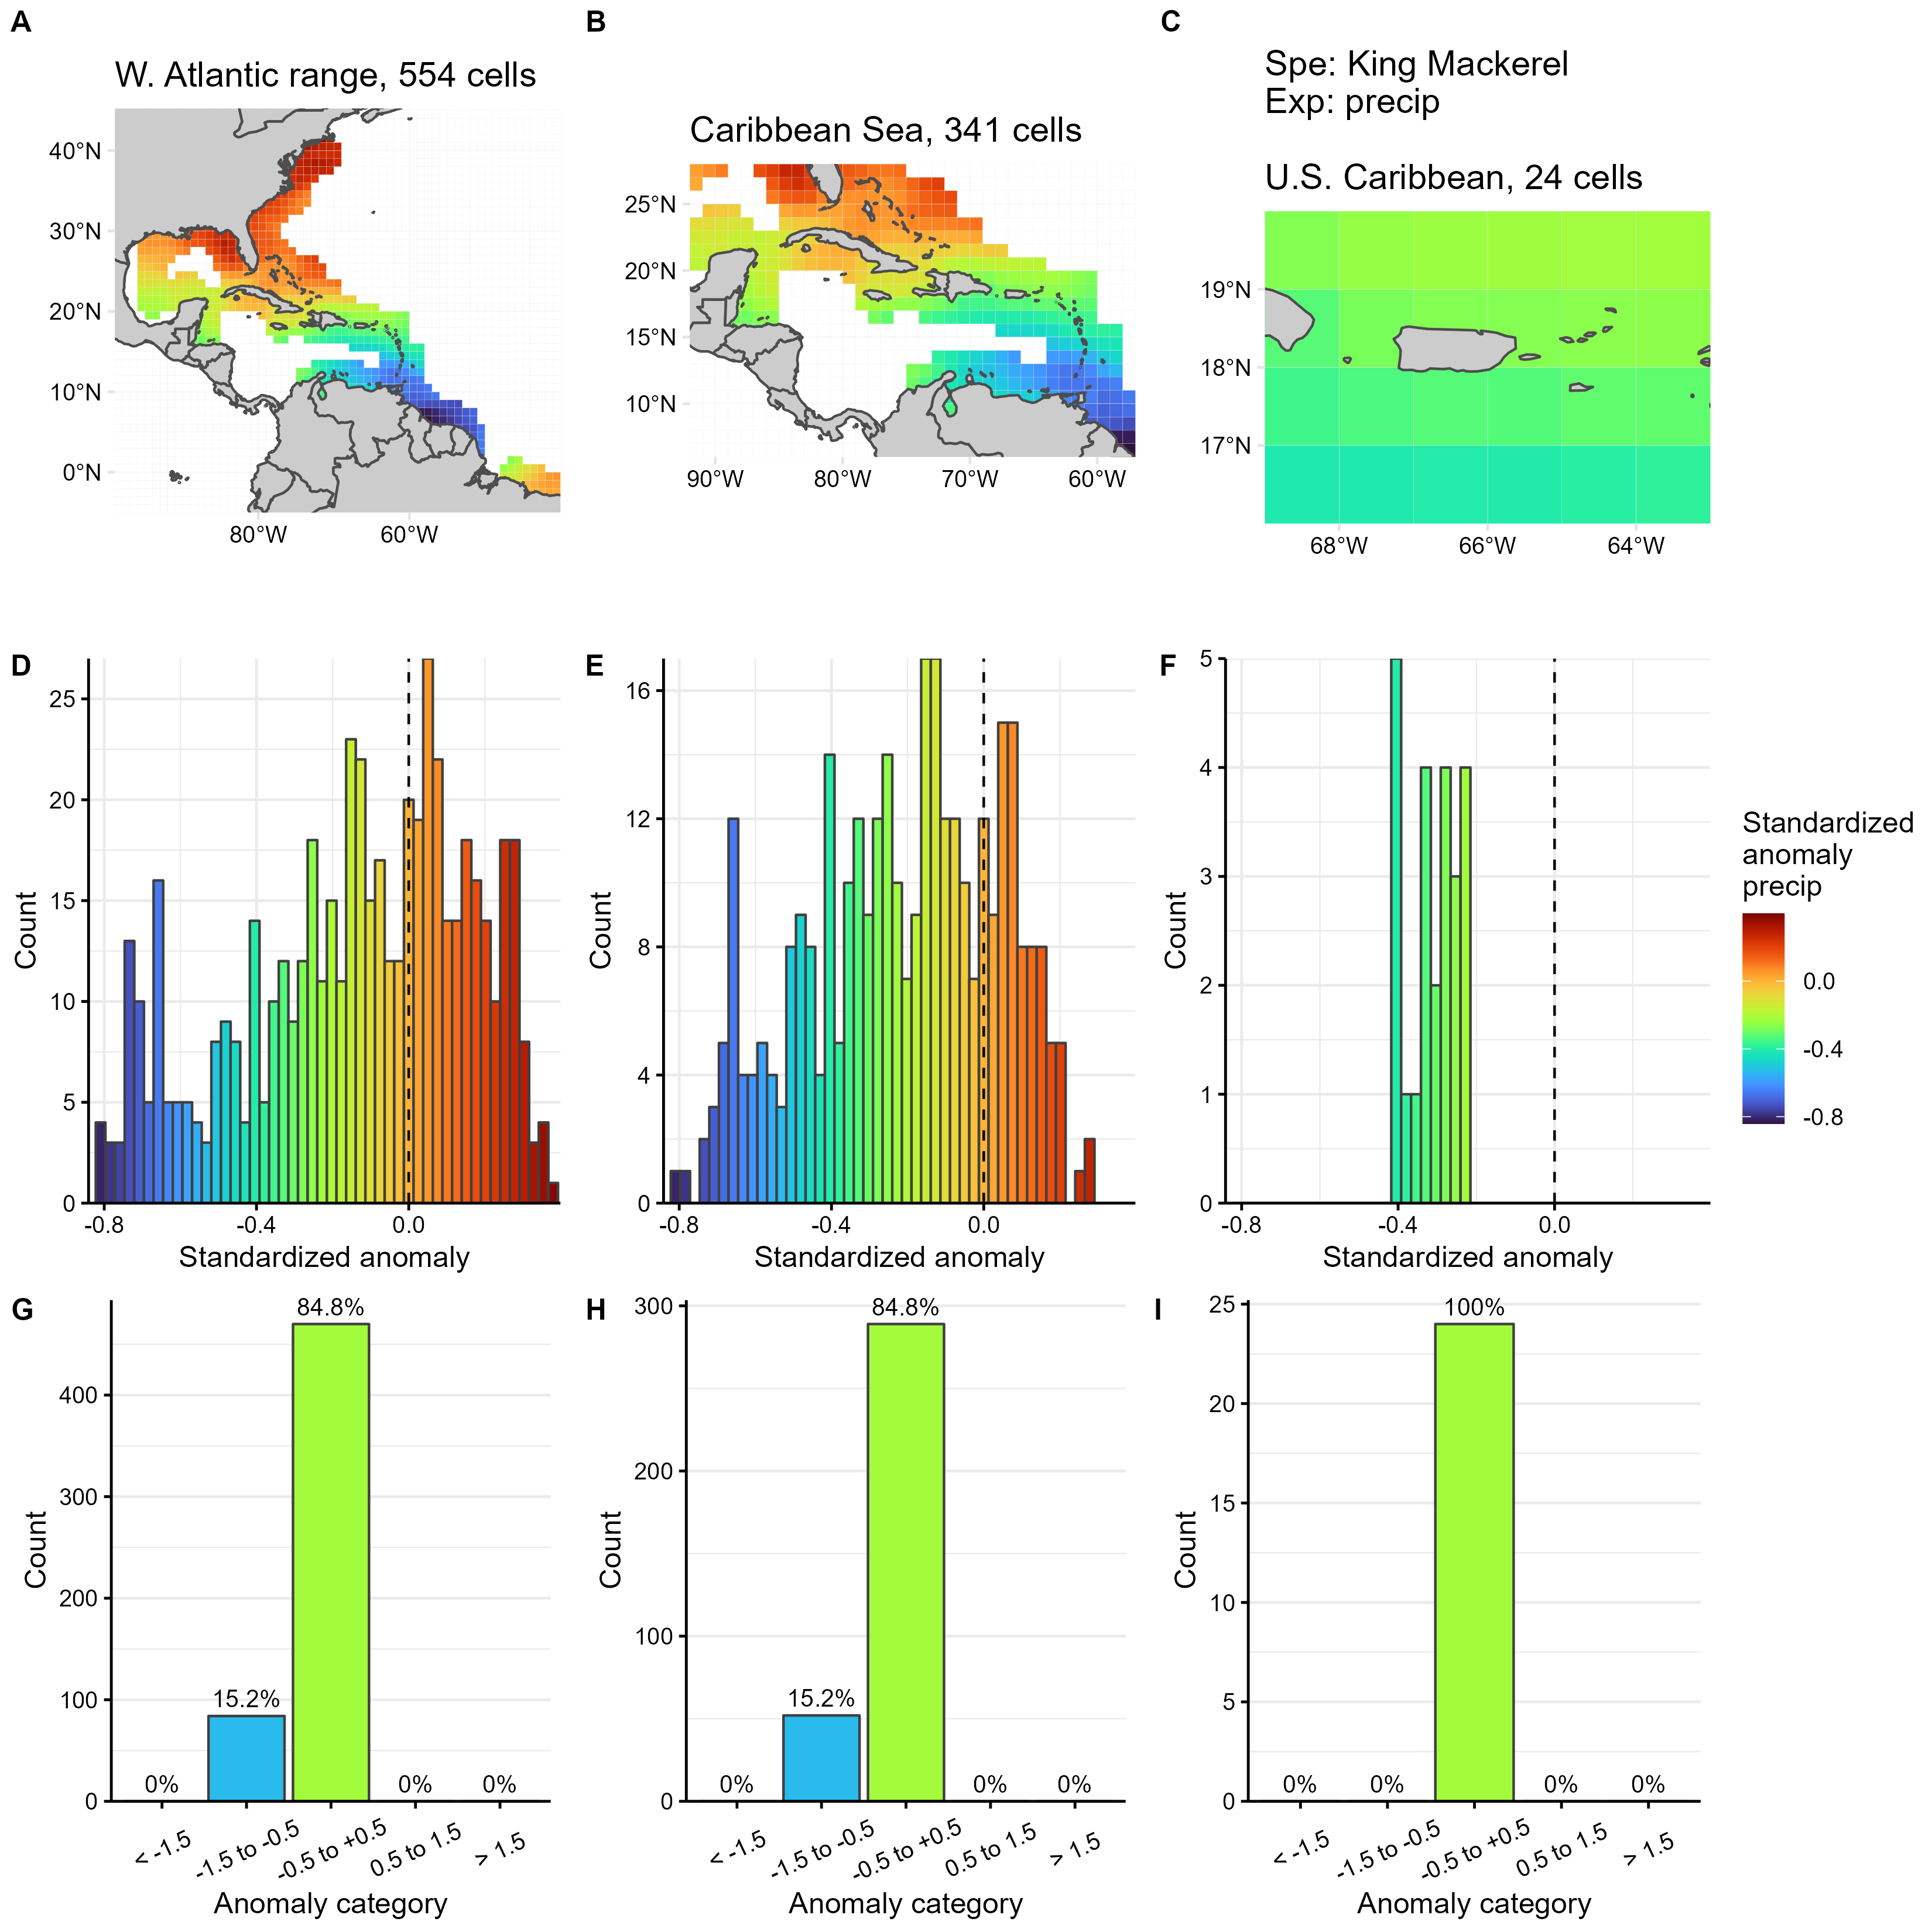 A
B
C
W. Atlantic range, 554 cells
Caribbean Sea, 341 cells
Spe: King Mackerel
Exp: precip
U.S. Caribbean, 24 cells
40°N
30°N
20°N
10°N
0°N
80°W
60°W
25°N
20°N
15°N
10°N
90°W
80°W
70°W
60°W
19°N
18°N
17°N
68°W
66°W
64°W
D
Count
25
20
15
10
5
0
-0.8
-0.4
0.0
Standardized anomaly
E
Count
16
12
8
4
0
-0.8
-0.4
0.0
Standardized anomaly
F
Count
5
4
3
2
1
0
-0.8
-0.4
0.0
Standardized anomaly
Standardized
anomaly
precip
0.0
-0.4
-0.8
G
Count
400
300
200
100
0
0%
15.2%
84.8%
0%
0%
< -1.5
-1.5 to -0.5
-0.5 to +0.5
0.5 to 1.5
> 1.5
Anomaly category
H
Count
300
200
100
0
0%
15.2%
84.8%
0%
0%
< -1.5
-1.5 to -0.5
-0.5 to +0.5
0.5 to 1.5
> 1.5
Anomaly category
I
Count
25
20
15
10
5
0
0%
0%
100%
0%
0%
< -1.5
-1.5 to -0.5
-0.5 to +0.5
0.5 to 1.5
> 1.5
Anomaly category